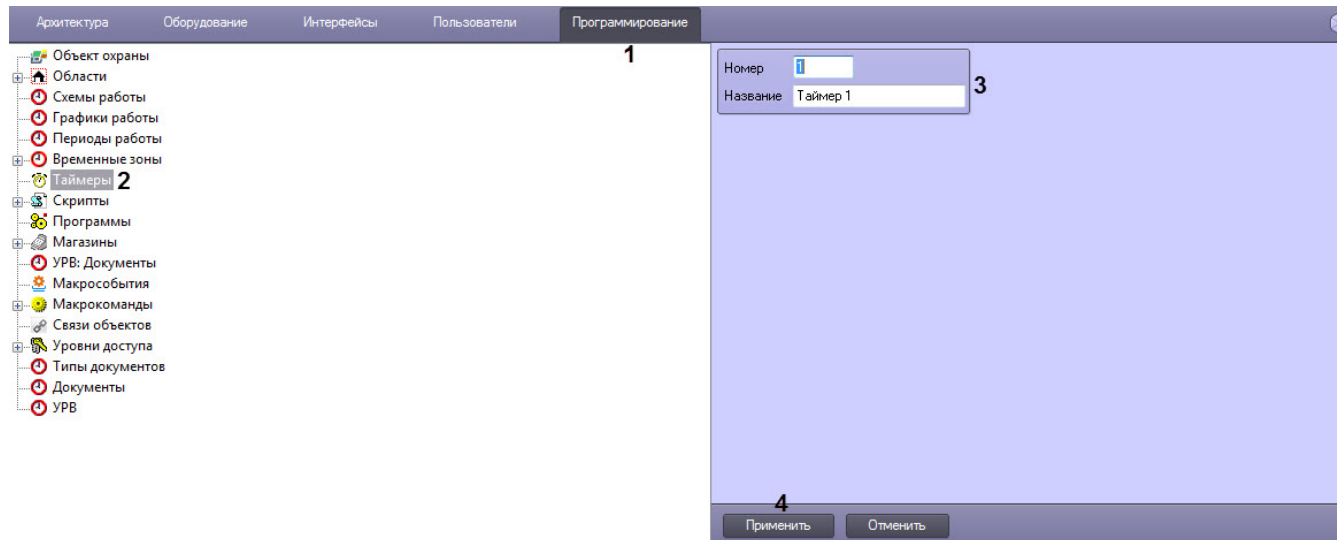 Архитектура Оборудование Интерфейсы Пользователи Программирование
1
Объект охраны
Области
Схемы работы
Графики работы
Периоды работы
Временные зоны
Таймеры 2
Скрипты
Программы
Магазины
УРВ: Документы
Макрособытия
Макрокоманды
Связи объектов
Уровни доступа
Типы документов
Документы
УРВ
Номер 1
Название Таймер 1
3
4
Применить Отменить